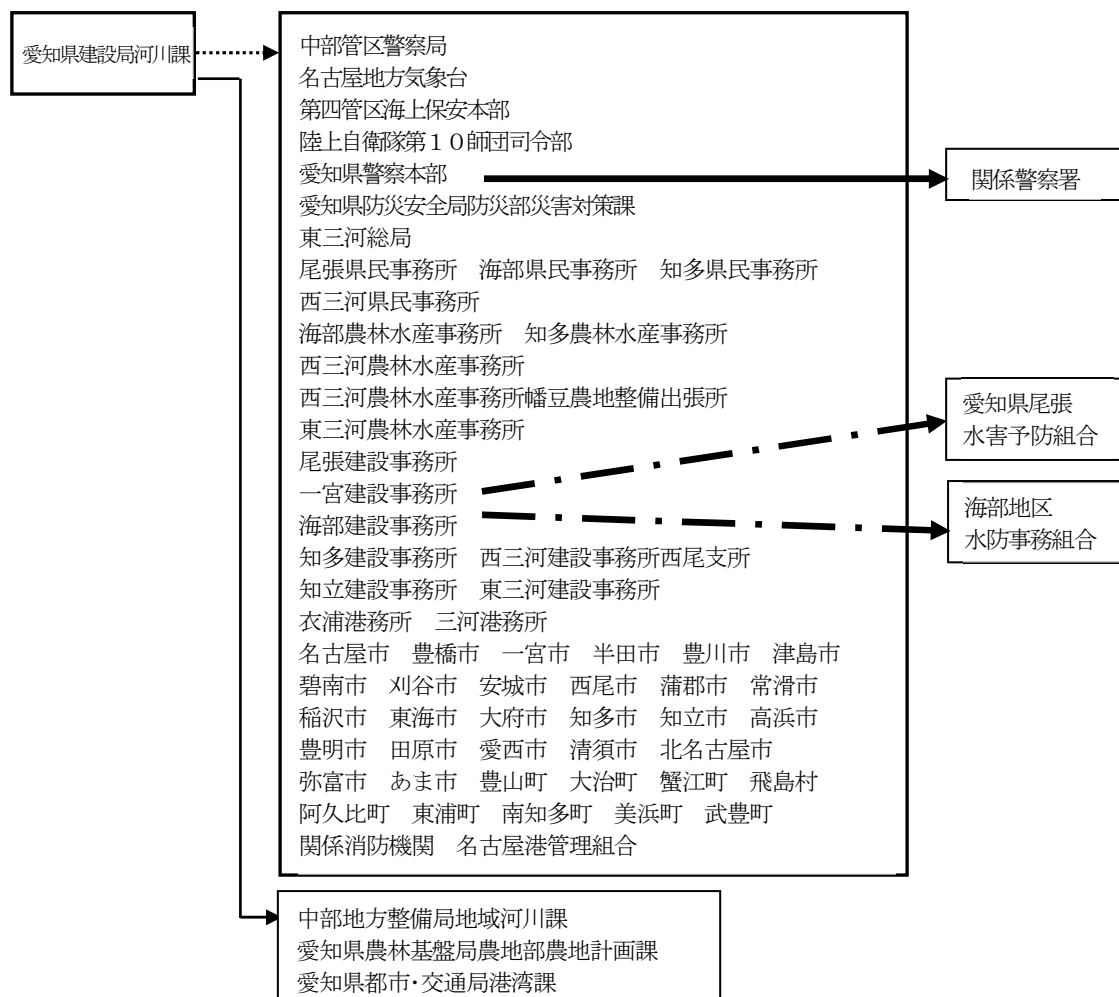 愛知県建設局河川課
中部管区警察局
名古屋地方気象台
第四管区海上保安本部
陸上自衛隊第１０師団司令部
愛知県警察本部
関係警察署
愛知県防災安全局防災部災害対策課
東三河総局
尾張県民事務所　海部県民事務所　知多県民事務所
西三河県民事務所
海部農林水産事務所　知多農林水産事務所
西三河農林水産事務所
西三河農林水産事務所幡豆農地整備出張所
東三河農林水産事務所
愛知県尾張
水害予防組合
尾張建設事務所
一宮建設事務所
海部建設事務所
海部地区
水防事務組合
知多建設事務所　西三河建設事務所西尾支所
知立建設事務所　東三河建設事務所
衣浦港務所　三河港務所
名古屋市　豊橋市　一宮市　半田市　豊川市　津島市
碧南市　刈谷市　安城市　西尾市　蒲郡市　常滑市
稲沢市　東海市　大府市　知多市　知立市　高浜市
豊明市　田原市　愛西市　清須市　北名古屋市
弥富市　あま市　豊山町　大治町　蟹江町　飛島村
阿久比町　東浦町　南知多町　美浜町　武豊町
関係消防機関　名古屋港管理組合
中部地方整備局地域河川課
愛知県農林基盤局農地部農地計画課
愛知県都市・交通局港湾課